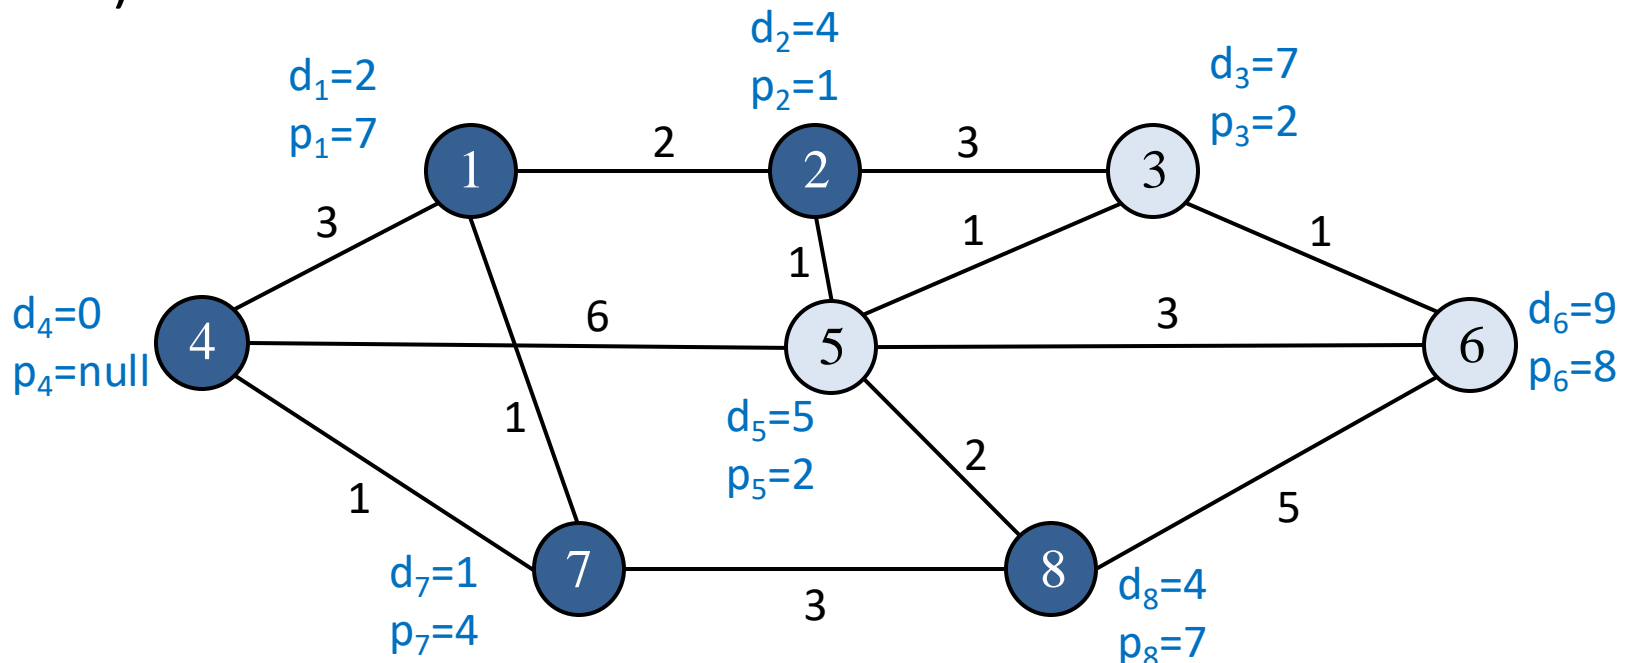 )
d₂=4
p₂=1
d₁=2
p₁=7
d₃=7
p₃=2
2
3
1
2
3
3
1
1
1
d₄=0
p₄=null
4
6
5
3
6
d₆=9
p₆=8
1
d₅=5
p₅=2
2
1
5
7
8
d₇=1
p₇=4
3
d₈=4
p₈=7